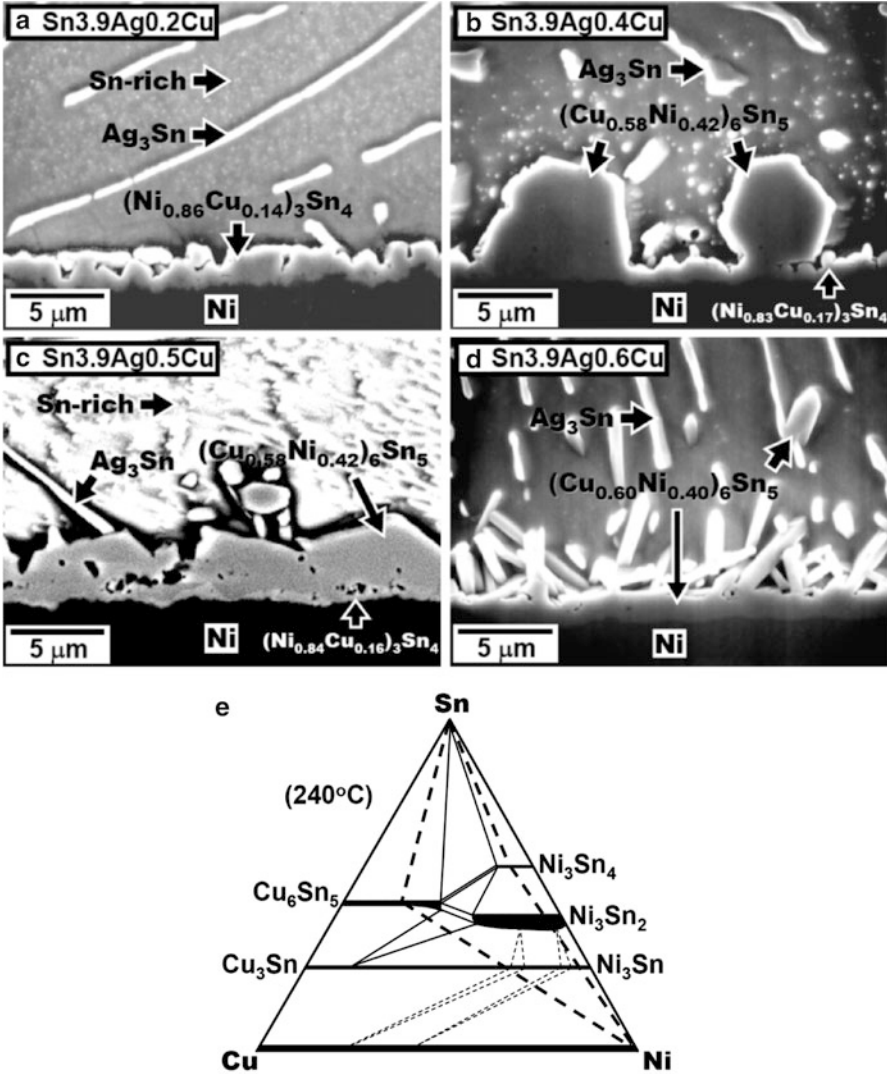 a Sn3.9Ag0.2Cu
Sn-rich
Ag₃Sn
(Ni₀.₈₆Cu₀.₁₄)₃Sn₄
5 μm
Ni
b Sn3.9Ag0.4Cu
Ag₃Sn
(Cu₀.₅₈Ni₀.₄₂)₆Sn₅
5 μm
Ni
(Ni₀.₈₃Cu₀.₁₇)₃Sn₄
c Sn3.9Ag0.5Cu
Sn-rich
Ag₃Sn
(Cu₀.₅₈Ni₀.₄₂)₆Sn₅
5 μm
Ni
(Ni₀.₈₄Cu₀.₁₆)₃Sn₄
d Sn3.9Ag0.6Cu
Ag₃Sn
(Cu₀.₆₀Ni₀.₄₀)₆Sn₅
5 μm
Ni
e
Sn
(240°C)
Ni₃Sn₄
Cu₆Sn₅
Ni₃Sn₂
Cu₃Sn
Ni₃Sn
Cu
Ni